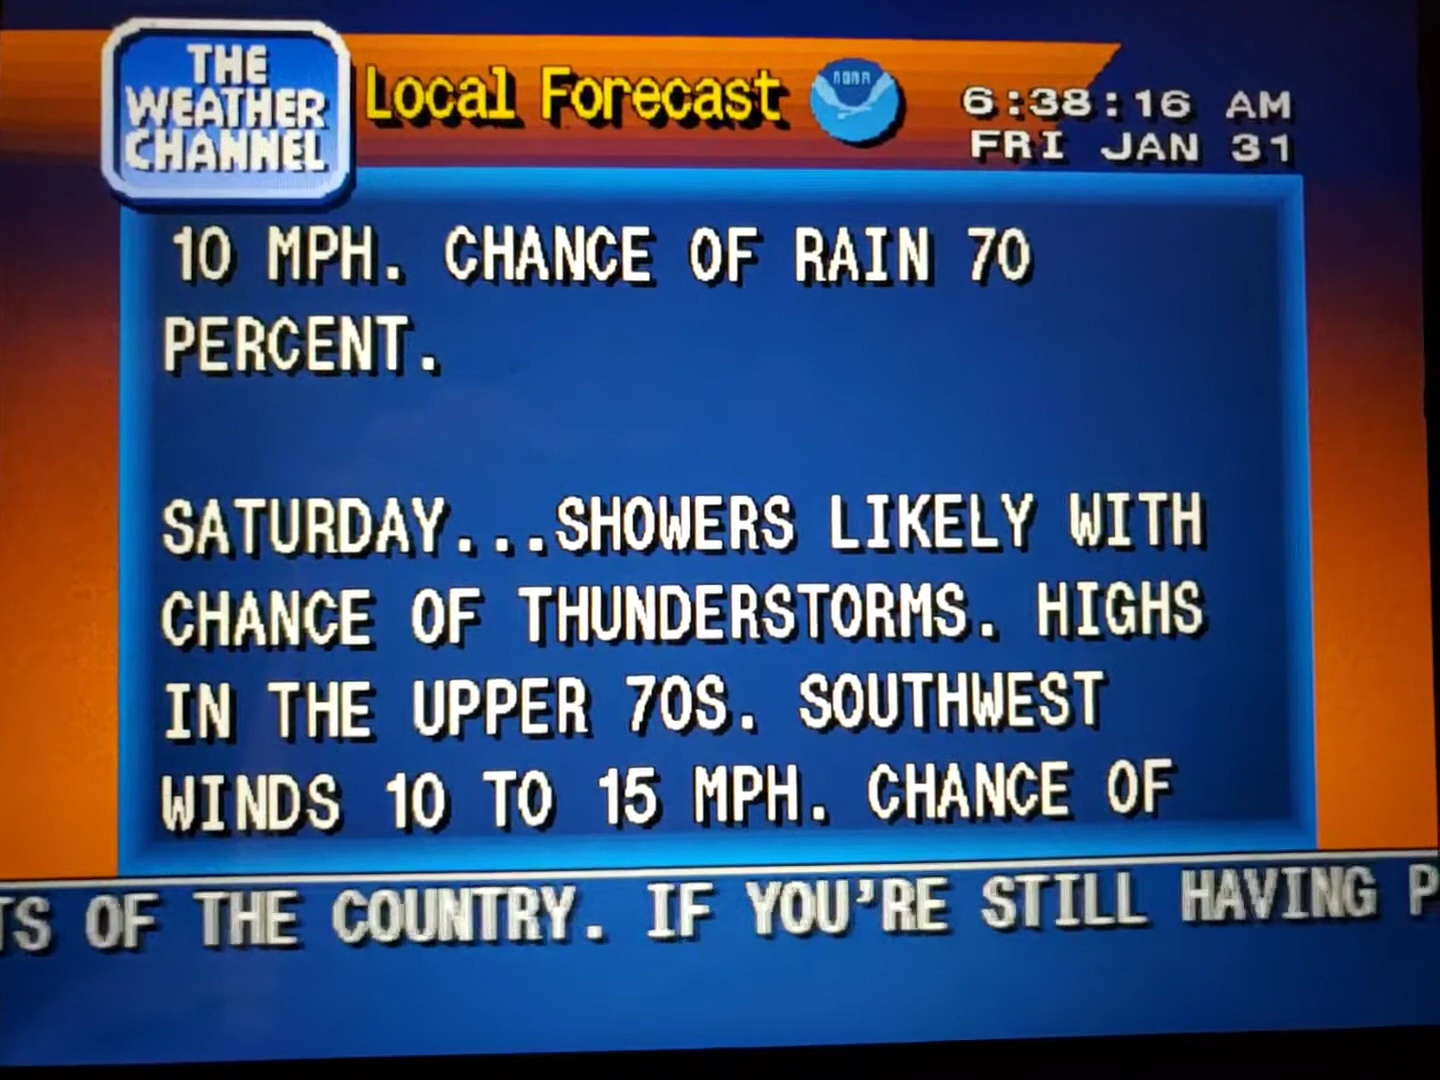 THE
WEATHER
CHANNEL
Local Forecast
NOAA
6:38:16 AM
FRI JAN 31
10 MPH. CHANCE OF RAIN 70
PERCENT.
SATURDAY...SHOWERS LIKELY WITH
CHANCE OF THUNDERSTORMS. HIGHS
IN THE UPPER 70S. SOUTHWEST
WINDS 10 TO 15 MPH. CHANCE OF
TS OF THE COUNTRY. IF YOU'RE STILL HAVING P